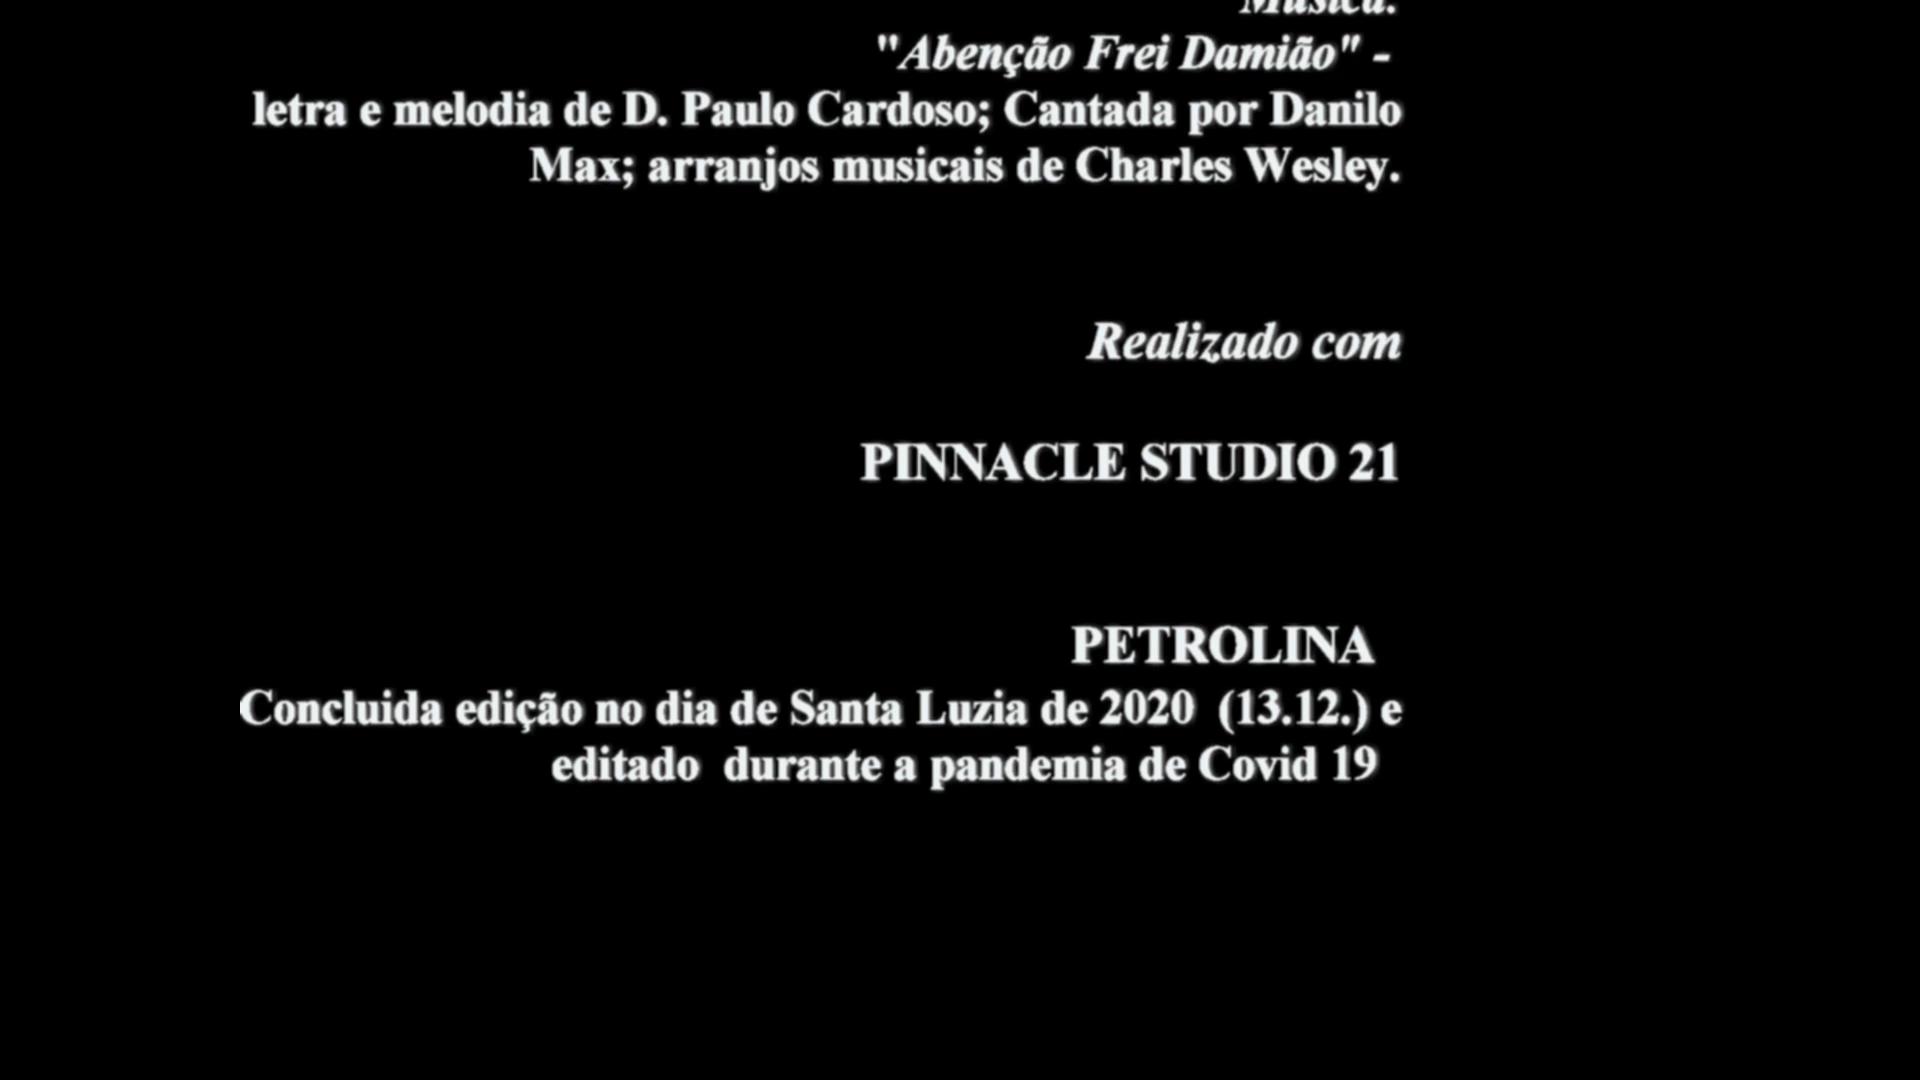 Musica.
"Abenção Frei Damião" -
letra e melodia de D. Paulo Cardoso; Cantada por Danilo
Max; arranjos musicais de Charles Wesley.
Realizado com
PINNACLE STUDIO 21
PETROLINA
Concluida edição no dia de Santa Luzia de 2020 (13.12.) e
editado durante a pandemia de Covid 19